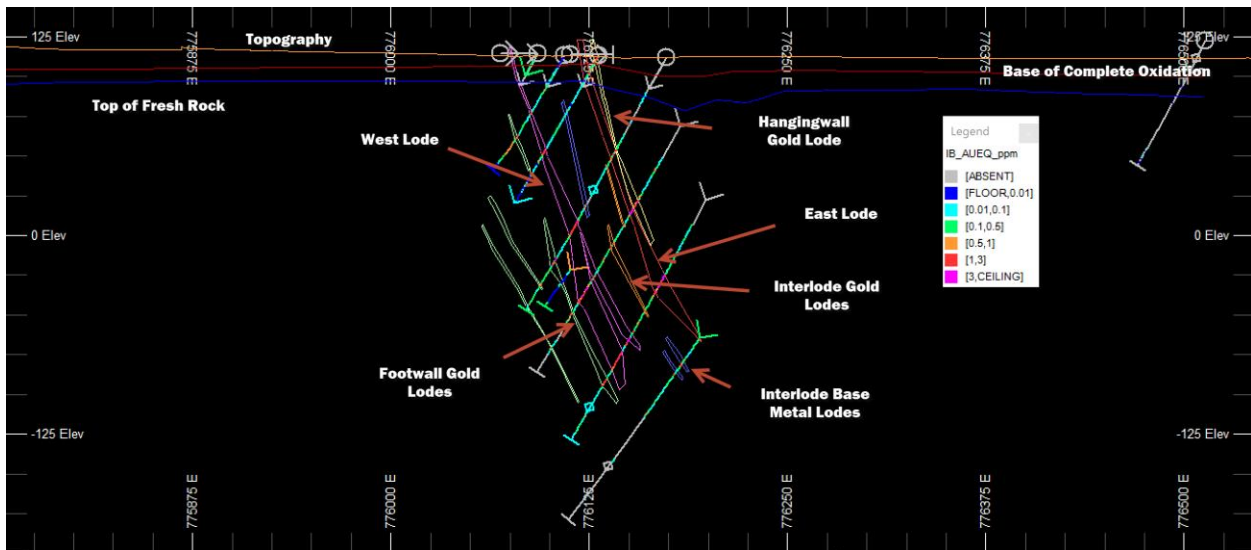 125 Elev
125 Elev
Topography
775875 E
776000 E
776250 E
776375 E
Base of Complete Oxidation
Top of Fresh Rock
West Lode
Hangingwall
Gold Lode
Legend
IB_AUEQ_ppm
[ABSENT]
[FLOOR,0.01]
[0.01,0.1]
[0.1,0.5]
[0.5,1]
[1,3]
[3,CEILING]
East Lode
0 Elev
0 Elev
Interlode Gold
Lodes
Footwall Gold
Lodes
Interlode Base
Metal Lodes
-125 Elev
-125 Elev
775875 E
776000 E
776125 E
776250 E
776375 E
776500 E